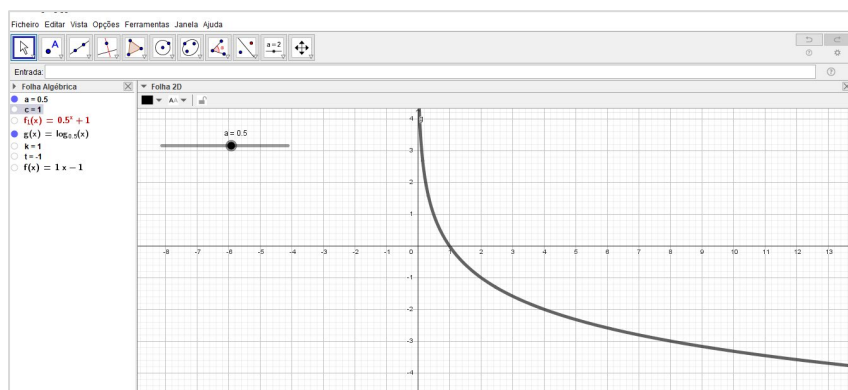 Ficheiro Editar Vista Opções Ferramentas Janela Ajuda
A
a=2
Entrada:
Folha Algébrica
Folha 2D
a = 0.5
c = 1
f₁(x) = 0.5ˣ + 1
g(x) = log₀.₅(x)
k = 1
t = -1
f(x) = 1 x − 1
AA
a = 0.5
4
3
2
1
-8 -7 -6 -5 -4 -3 -2 -1 0 1 2 3 4 5 6 7 8 9 10 11 12 13
-1
-2
-3
-4